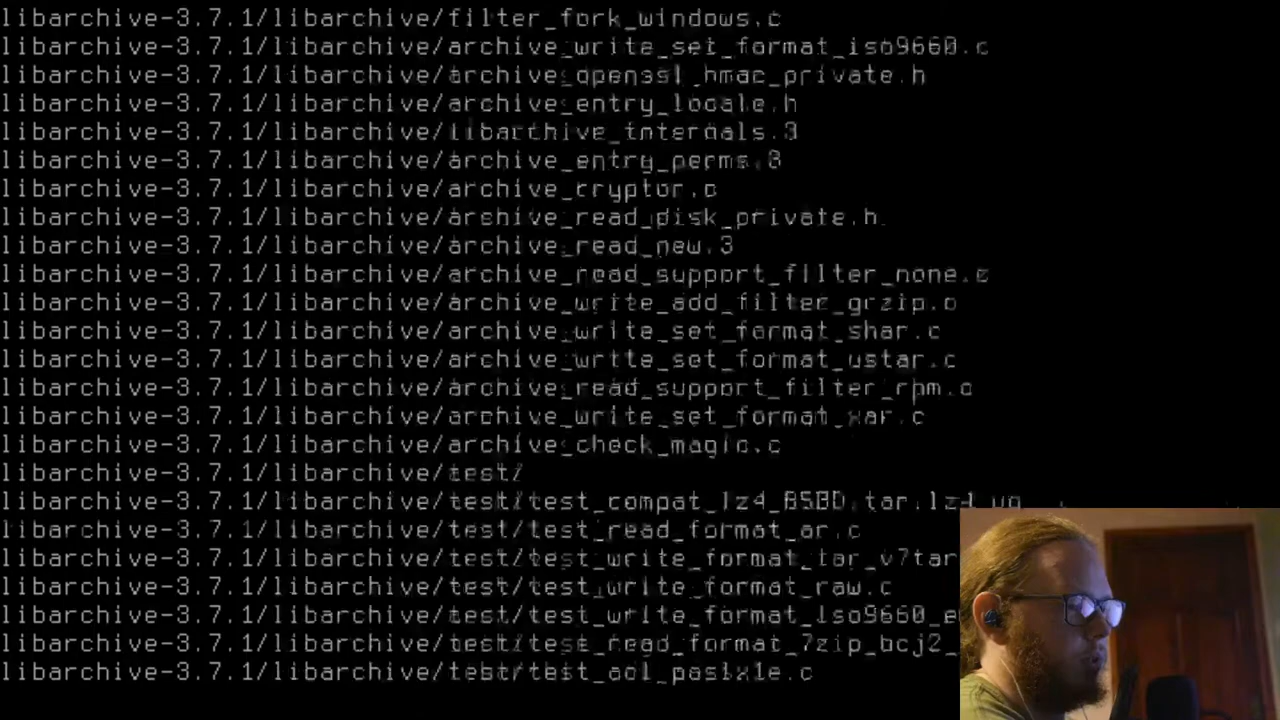 libarchive-3.7.1/libarchive/filter_fork_windows.c
libarchive-3.7.1/libarchive/archive_write_set_format_iso9660.c
libarchive-3.7.1/libarchive/archive_openssl_hmac_private.h
libarchive-3.7.1/libarchive/archive_entry_locale.h
libarchive-3.7.1/libarchive/libarchive_internals.3
libarchive-3.7.1/libarchive/archive_entry_perms.3
libarchive-3.7.1/libarchive/archive_cryptor.c
libarchive-3.7.1/libarchive/archive_read_disk_private.h
libarchive-3.7.1/libarchive/archive_read_new.3
libarchive-3.7.1/libarchive/archive_read_support_filter_none.c
libarchive-3.7.1/libarchive/archive_write_add_filter_grzip.c
libarchive-3.7.1/libarchive/archive_write_set_format_shar.c
libarchive-3.7.1/libarchive/archive_write_set_format_ustar.c
libarchive-3.7.1/libarchive/archive_read_support_filter_rpm.c
libarchive-3.7.1/libarchive/archive_write_set_format_xar.c
libarchive-3.7.1/libarchive/archive_check_magic.c
libarchive-3.7.1/libarchive/test/
libarchive-3.7.1/libarchive/test/test_compat_lz4_B5BD.tar.lz4.uu
libarchive-3.7.1/libarchive/test/test_read_format_ar.c
libarchive-3.7.1/libarchive/test/test_write_format_tar_v7tar
libarchive-3.7.1/libarchive/test/test_write_format_raw.c
libarchive-3.7.1/libarchive/test/test_write_format_iso9660_e
libarchive-3.7.1/libarchive/test/test_read_format_7zip_bcj2_
libarchive-3.7.1/libarchive/test/test_acl_posix1e.c